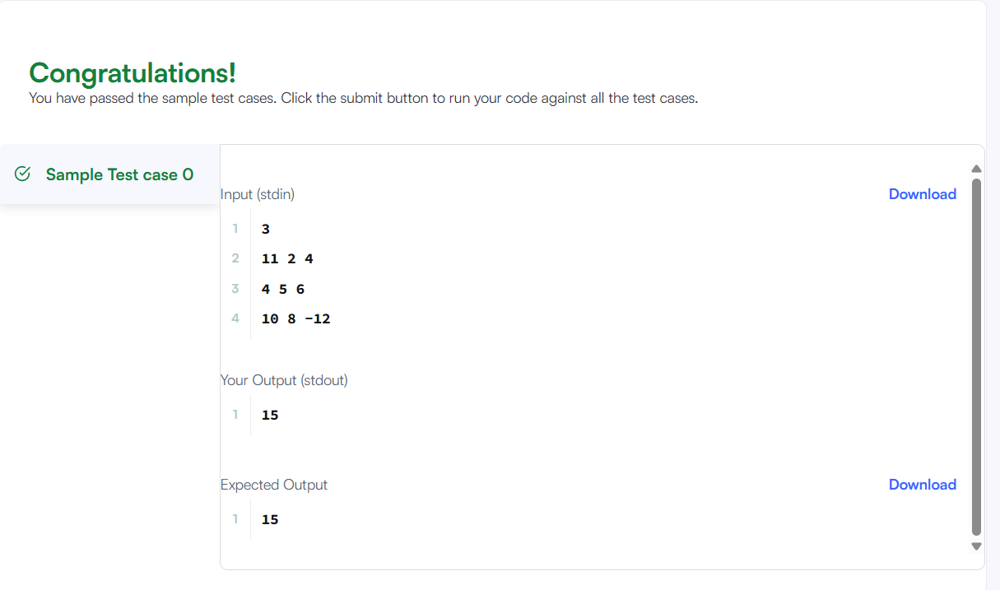 Congratulations!
You have passed the sample test cases. Click the submit button to run your code against all the test cases.
Sample Test case 0
Input (stdin)
Download
1 3
2 11 2 4
3 4 5 6
4 10 8 -12
Your Output (stdout)
1 15
Expected Output
Download
1 15